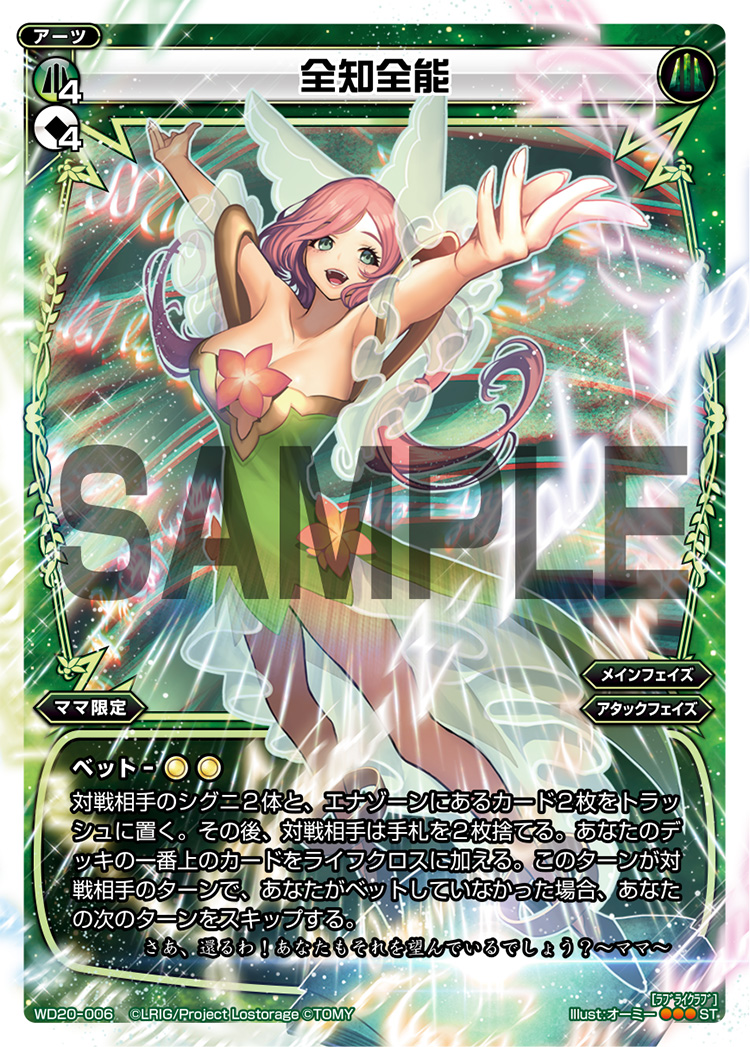 アーツ
全知全能
4
4
SAMPLE
メインフェイズ
ママ限定
アタックフェイズ
ベット-
対戦相手のシグニ2体と、エナゾーンにあるカード2枚をトラッ
シュに置く。その後、対戦相手は手札を2枚捨てる。あなたのデ
ッキの一番上のカードをライフクロスに加える。このターンが対
戦相手のターンで、あなたがベットしていなかった場合、あなた
の次のターンをスキップする。
さあ、還るわ!あなたもそれを望んでいるでしょう?～ママ～
[ラブライクラブ]
WD20-006 ©LRIG/Project Lostorage ©TOMY
Illust:オーミー ST